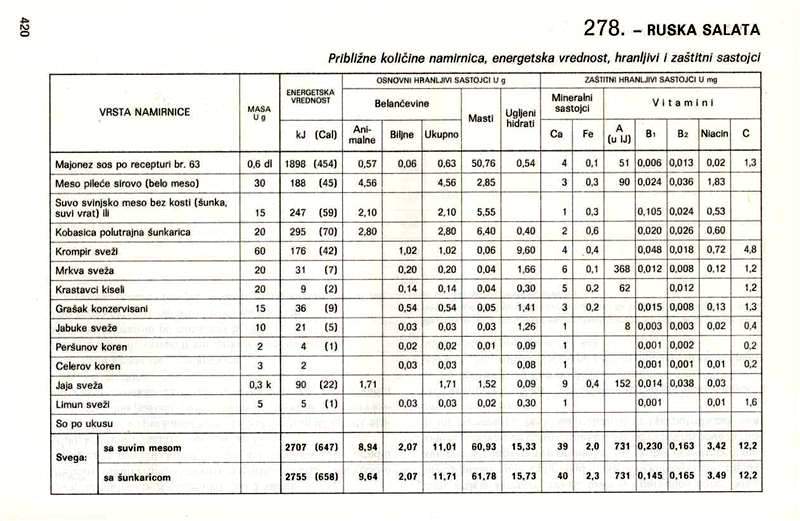 420
278. – RUSKA SALATA
Približne količine namirnica, energetska vrednost, hranljivi i zaštitni sastojci
VRSTA NAMIRNICE MASA U g ENERGETSKA VREDNOST OSNOVNI HRANLJIVI SASTOJCI U g ZAŠTITNI HRANLJIVI SASTOJCI U mg
Belančevine Masti Ugljeni hidrati Mineralni sastojci Vitamini
kJ (Cal) Ani-malne Biljne Ukupno Ca Fe A (u IJ) B1 B2 Niacin C
Majonez sos po recepturi br. 63 0,6 dl 1898 (454) 0,57 0,06 0,63 50,76 0,54 4 0,1 51 0,006 0,013 0,02 1,3
Meso pileće sirovo (belo meso) 30 188 (45) 4,56 4,56 2,85 3 0,3 90 0,024 0,036 1,83
Suvo svinjsko meso bez kosti (šunka,
suvi vrat) ili 15 247 (59) 2,10 2,10 5,55 1 0,3 0,105 0,024 0,53
Kobasica polutrajna šunkarica 20 295 (70) 2,80 2,80 6,40 0,40 2 0,6 0,020 0,026 0,60
Krompir sveži 60 176 (42) 1,02 1,02 0,06 9,60 4 0,4 0,048 0,018 0,72 4,8
Mrkva sveža 20 31 (7) 0,20 0,20 0,04 1,66 6 0,1 368 0,012 0,008 0,12 1,2
Krastavci kiseli 20 9 (2) 0,14 0,14 0,04 0,30 5 0,2 62 0,012 1,2
Grašak konzervisani 15 36 (9) 0,54 0,54 0,05 1,41 3 0,2 0,015 0,008 0,13 1,3
Jabuke sveže 10 21 (5) 0,03 0,03 0,03 1,26 1 8 0,003 0,003 0,02 0,4
Peršunov koren 2 4 (1) 0,02 0,02 0,01 0,09 1 0,001 0,002 0,2
Celerov koren 3 2 0,03 0,03 0,08 1 0,001 0,001 0,01 0,2
Jaja sveža 0,3 k 90 (22) 1,71 1,71 1,52 0,09 9 0,4 152 0,014 0,038 0,03
Limun sveži 5 5 (1) 0,03 0,03 0,02 0,30 1 0,001 0,01 1,6
So po ukusu
Svega: sa suvim mesom 2707 (647) 8,94 2,07 11,01 60,93 15,33 39 2,0 731 0,230 0,163 3,42 12,2
sa šunkaricom 2755 (658) 9,64 2,07 11,71 61,78 15,73 40 2,3 731 0,145 0,165 3.49 12,2